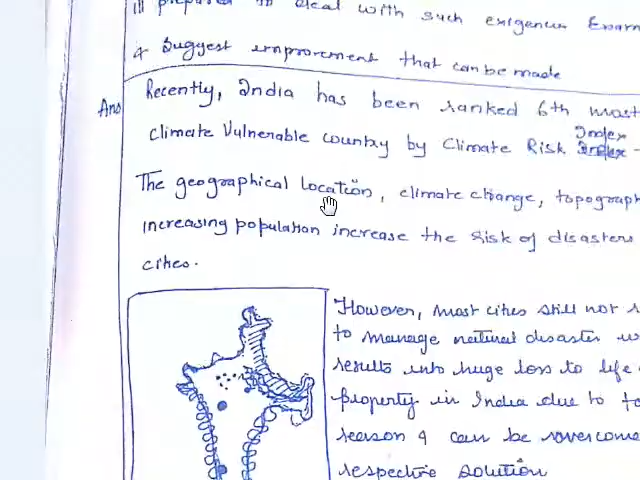 ill prepared to deal with such exigencies Exam
& Suggest improvement that can be made
Ans Recently, India has been ranked 6th most
Climate Vulnerable country by Climate Risk Index
The geographical location, climate change, topograph
increasing population increase the risk of disasters
cities.
However, most cites still not
to manage natural disaster
results into huge loss to life
property in India due to
reason & can be overcome
respective solution